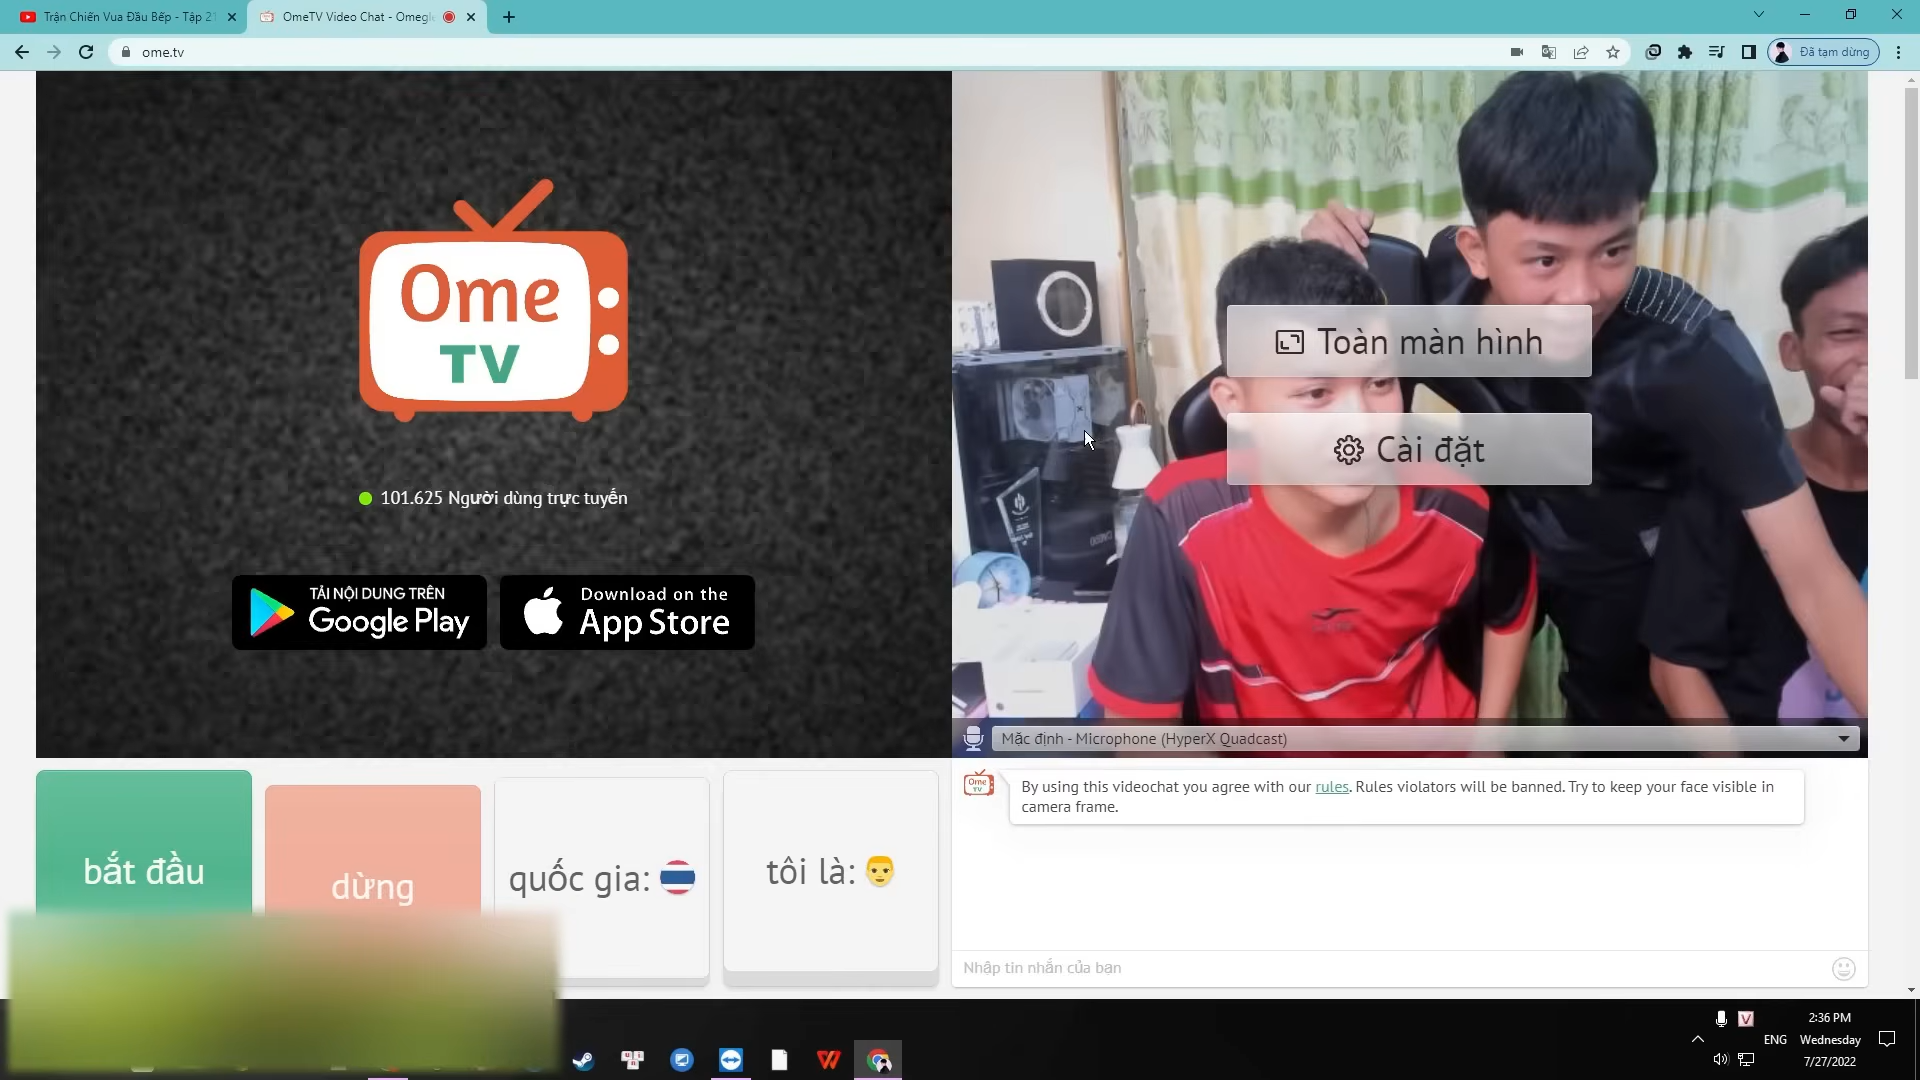 Trận Chiến Vua Đầu Bếp - Tập 21
OmeTV Video Chat - Omegle
ome.tv
Đã tạm dừng
Ome
TV
101.625 Người dùng trực tuyến
TẢI NỘI DUNG TRÊN
Google Play
Download on the
App Store
Toàn màn hình
Cài đặt
Mặc định - Microphone (HyperX Quadcast)
By using this videochat you agree with our rules. Rules violators will be banned. Try to keep your face visible in
camera frame.
bắt đầu
dừng
quốc gia:
tôi là:
Nhập tin nhắn của bạn
2:36 PM
ENG
Wednesday
7/27/2022